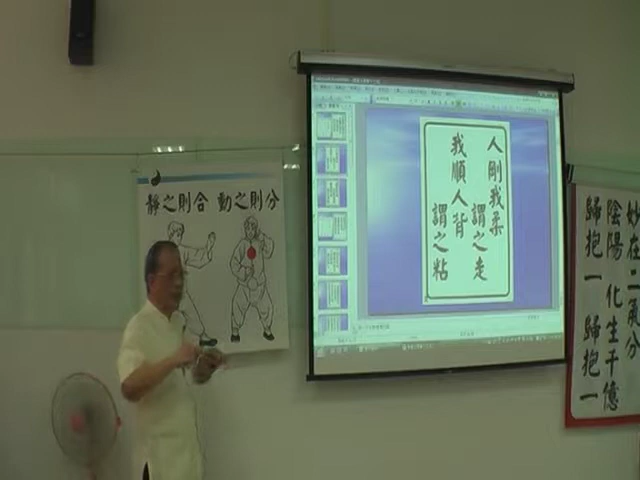 靜之則合 動之則分
人剛我柔
謂之走
我順人背
謂之粘
妙在二氣分
陰陽 化生千億
歸抱一 歸抱一